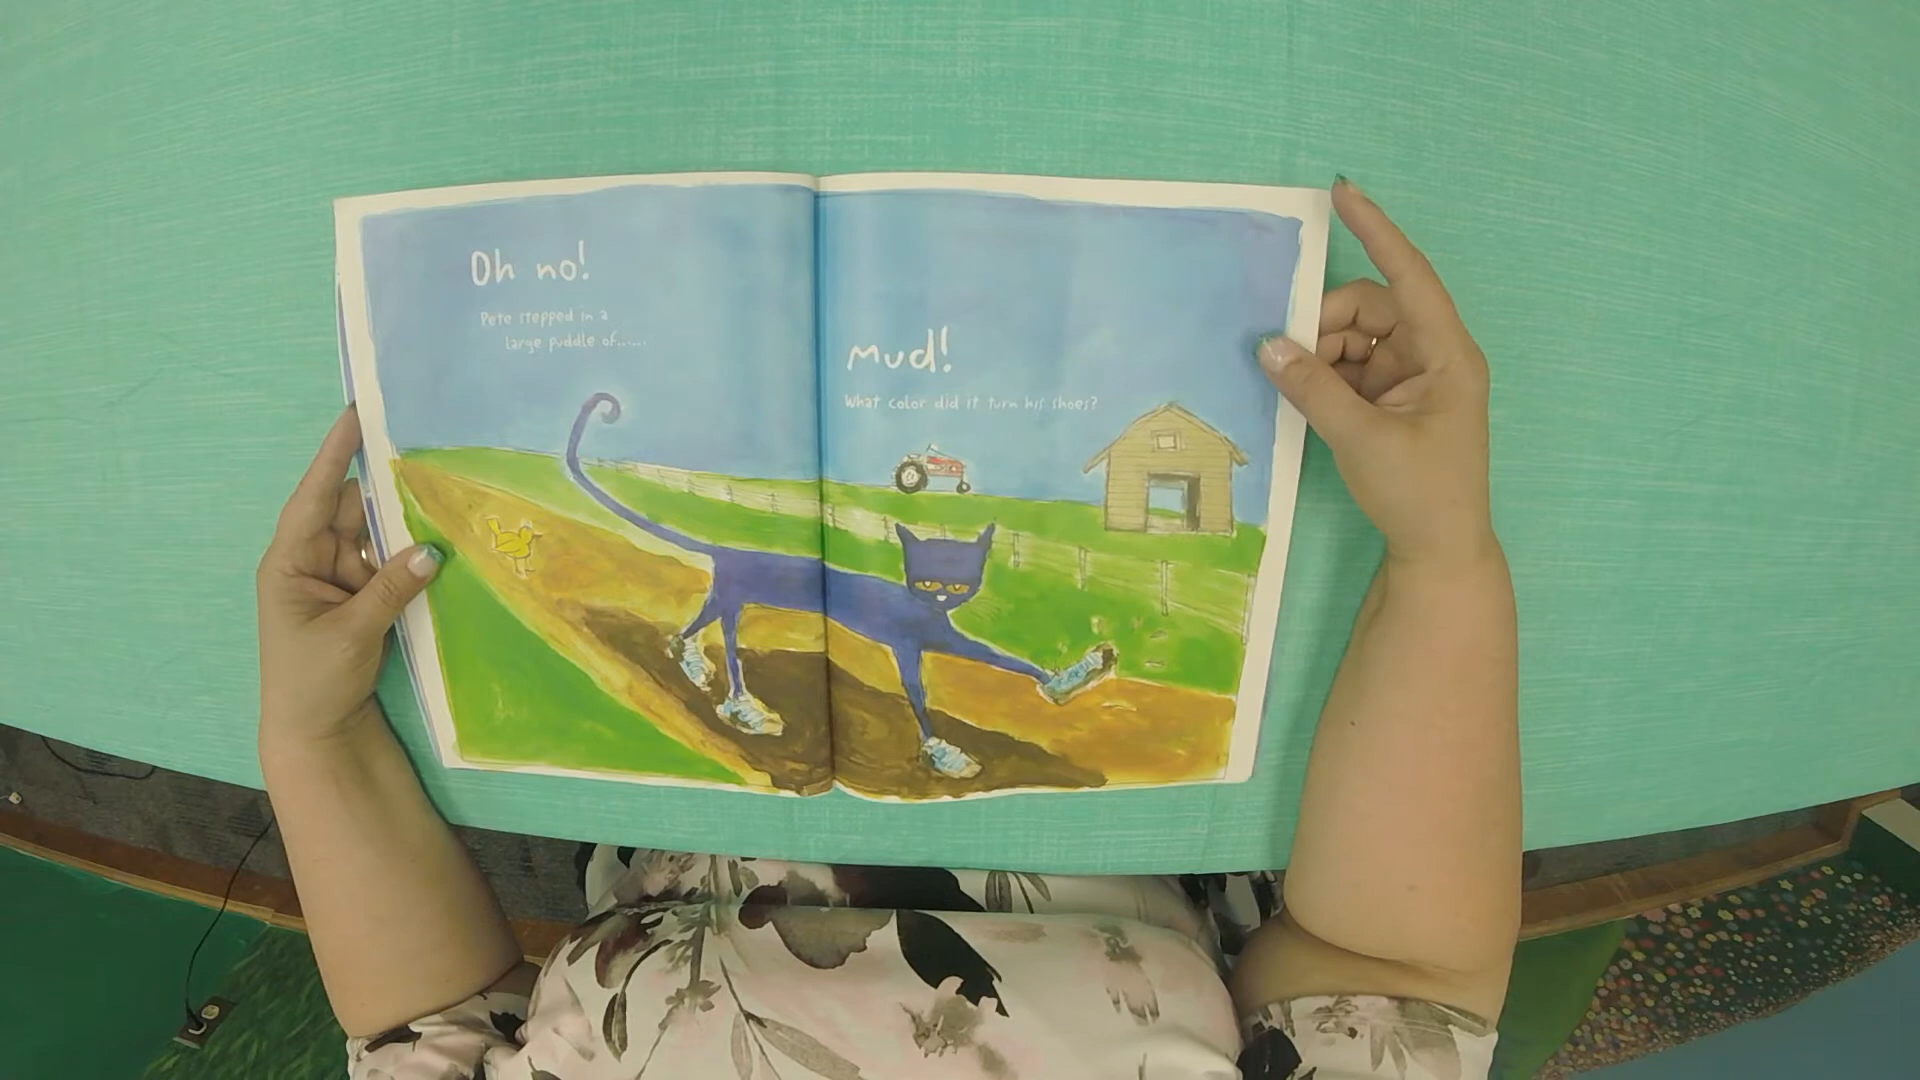 Oh no!
Pete stepped in a
large puddle of......
Mud!
What color did it turn his shoes?